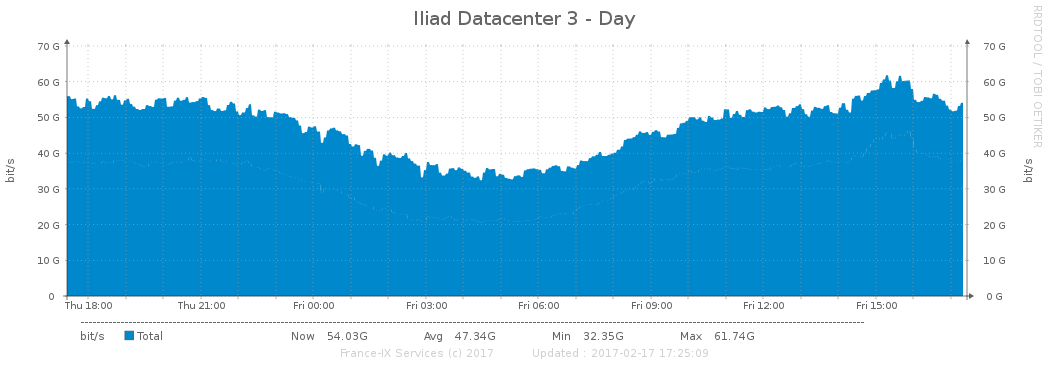 Iliad Datacenter 3 - Day
RRDTOOL / TOBI OETIKER
70 G 70 G
60 G 60 G
50 G 50 G
40 G 40 G
30 G 30 G
20 G 20 G
10 G 10 G
0 0 G
bit/s bit/s
Thu 18:00 Thu 21:00 Fri 00:00 Fri 03:00 Fri 06:00 Fri 09:00 Fri 12:00 Fri 15:00
bit/s Total Now 54.03G Avg 47.34G Min 32.35G Max 61.74G
France-IX Services (c) 2017 Updated : 2017-02-17 17:25:09